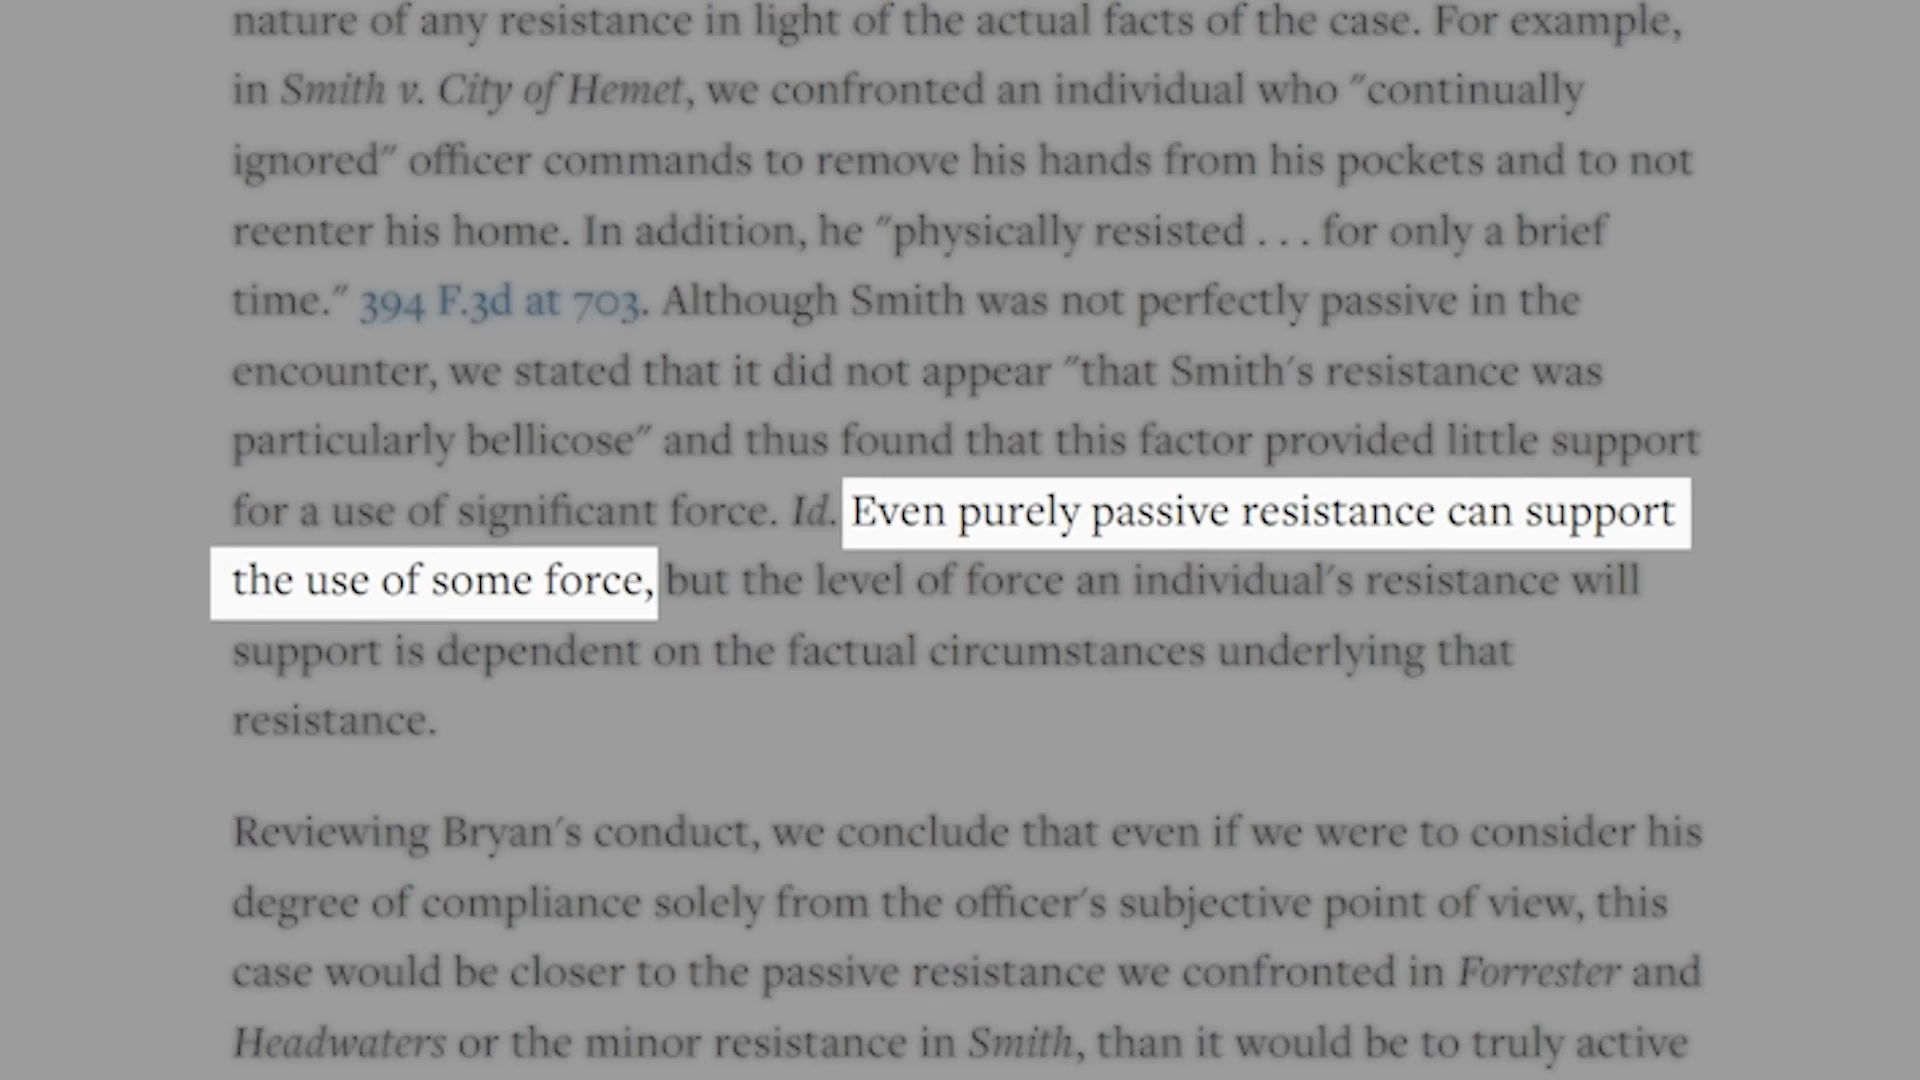 nature of any resistance in light of the actual facts of the case. For example,
in Smith v. City of Hemet, we confronted an individual who "continually
ignored" officer commands to remove his hands from his pockets and to not
reenter his home. In addition, he "physically resisted . . . for only a brief
time." 394 F.3d at 703. Although Smith was not perfectly passive in the
encounter, we stated that it did not appear "that Smith's resistance was
particularly bellicose" and thus found that this factor provided little support
for a use of significant force. Id. Even purely passive resistance can support
the use of some force, but the level of force an individual's resistance will
support is dependent on the factual circumstances underlying that
resistance.
Reviewing Bryan's conduct, we conclude that even if we were to consider his
degree of compliance solely from the officer's subjective point of view, this
case would be closer to the passive resistance we confronted in Forrester and
Headwaters or the minor resistance in Smith, than it would be to truly active